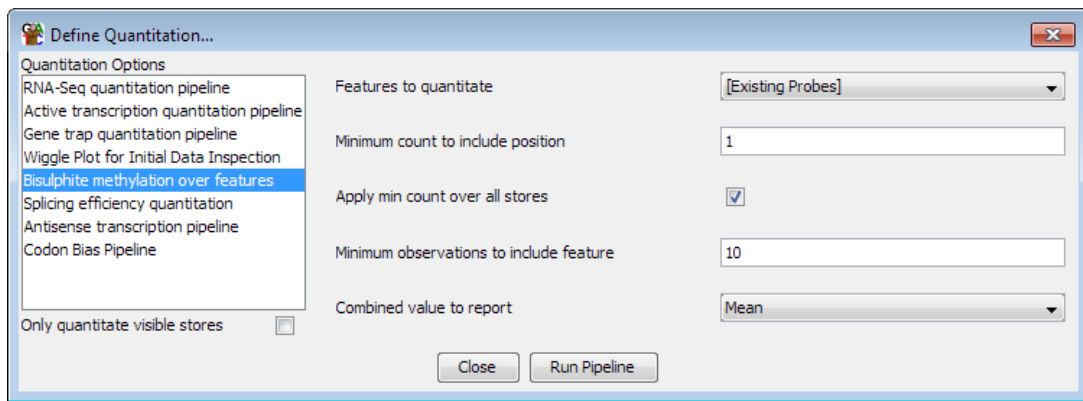 Define Quantitation...
Quantitation Options
RNA-Seq quantitation pipeline
Active transcription quantitation pipeline
Gene trap quantitation pipeline
Wiggle Plot for Initial Data Inspection
Bisulphite methylation over features
Splicing efficiency quantitation
Antisense transcription pipeline
Codon Bias Pipeline
Only quantitate visible stores
Features to quantitate [Existing Probes]
Minimum count to include position 1
Apply min count over all stores
Minimum observations to include feature 10
Combined value to report Mean
Close Run Pipeline